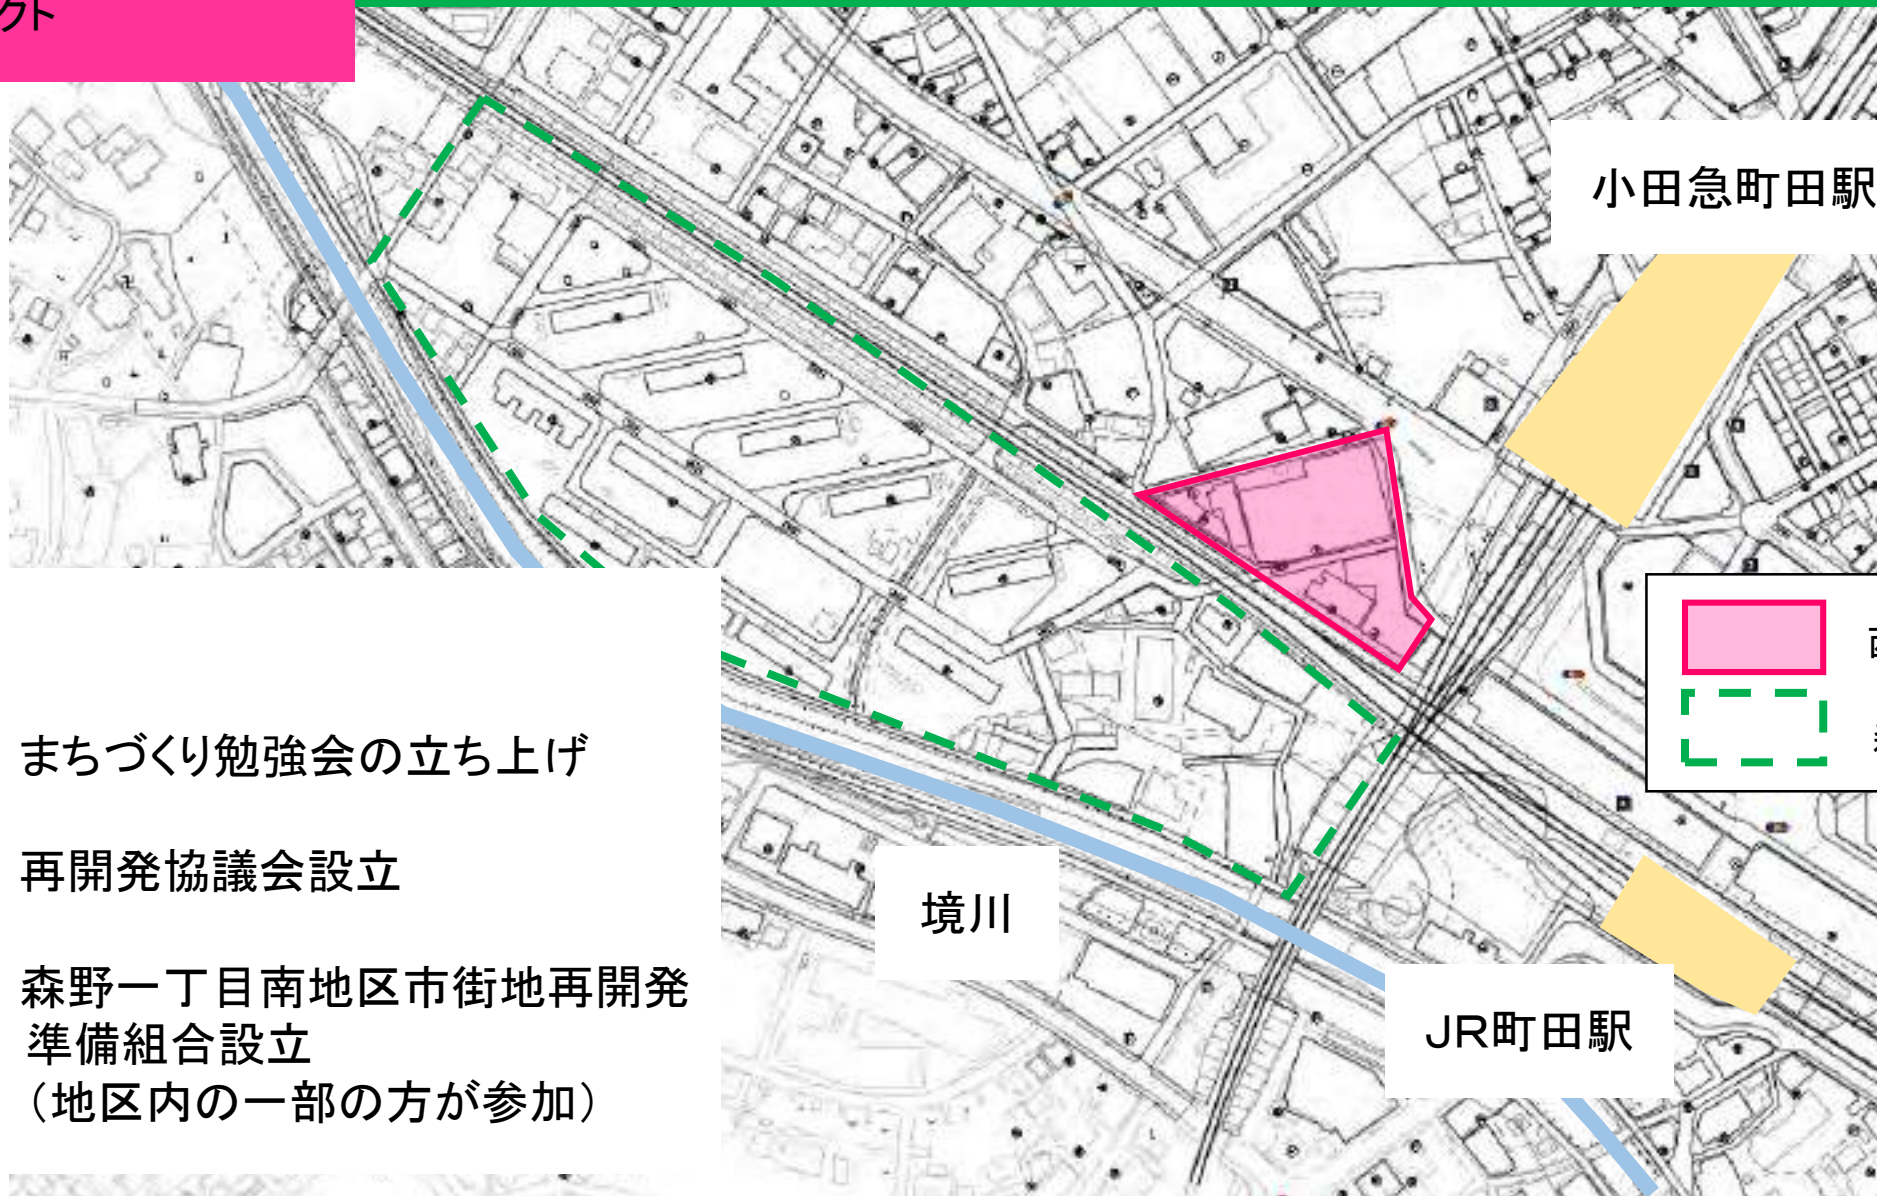 クト
小田急町田駅
まちづくり勉強会の立ち上げ
再開発協議会設立
森野一丁目南地区市街地再開発
準備組合設立
（地区内の一部の方が参加）
境川
JR町田駅